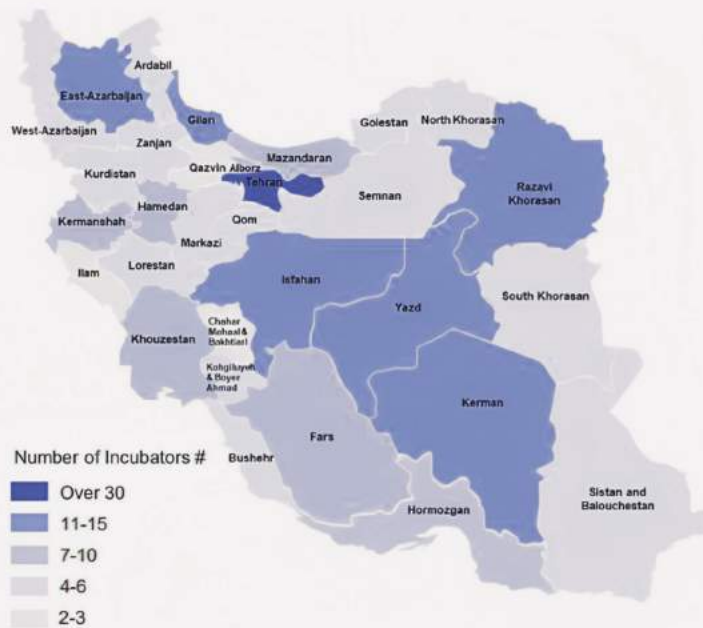 Ardabil
East-Azarbaijan
Gilan
West-Azarbaijan
Zanjan
Golestan
North Khorasan
Mazandaran
Qazvin
Alborz
Tehran
Kurdistan
Semnan
Razavi
Khorasan
Hamedan
Kermanshah
Qom
Markazi
Ilam
Lorestan
Isfahan
South Khorasan
Yazd
Khouzestan
Chahar
Mahaal &
Bakhtiari
Kohgiluyeh
& Boyer
Ahmad
Kerman
Fars
Bushehr
Sistan and
Balouchestan
Hormozgan
Number of Incubators #
Over 30
11-15
7-10
4-6
2-3